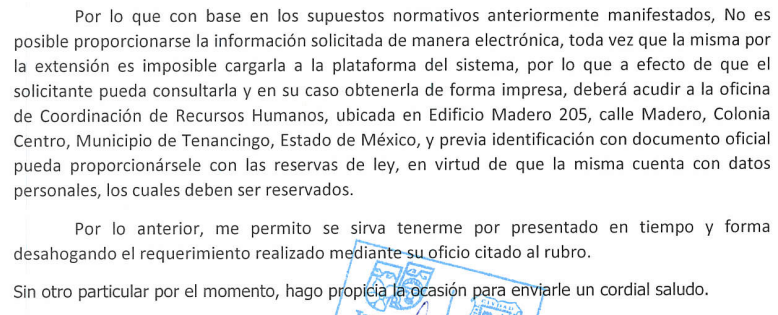 Por lo que con base en los supuestos normativos anteriormente manifestados, No es
posible proporcionarse la información solicitada de manera electrónica, toda vez que la misma por
la extensión es imposible cargarla a la plataforma del sistema, por lo que a efecto de que el
solicitante pueda consultarla y en su caso obtenerla de forma impresa, deberá acudir a la oficina
de Coordinación de Recursos Humanos, ubicada en Edificio Madero 205, calle Madero, Colonia
Centro, Municipio de Tenancingo, Estado de México, y previa identificación con documento oficial
pueda proporcionársele con las reservas de ley, en virtud de que la misma cuenta con datos
personales, los cuales deben ser reservados.
Por lo anterior, me permito se sirva tenerme por presentado en tiempo y forma
desahogando el requerimiento realizado mediante su oficio citado al rubro.
Sin otro particular por el momento, hago propicia la ocasión para enviarle un cordial saludo.